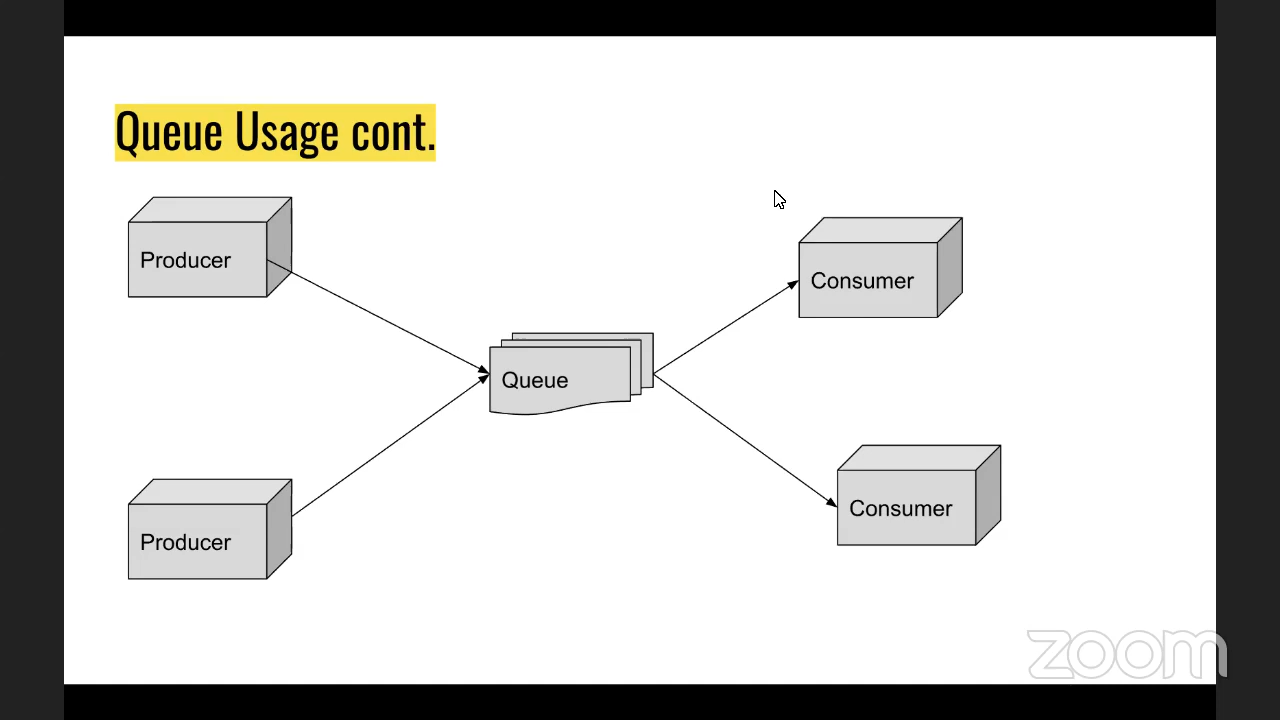 Queue Usage cont.
Producer
Consumer
Queue
Consumer
Producer
zoom